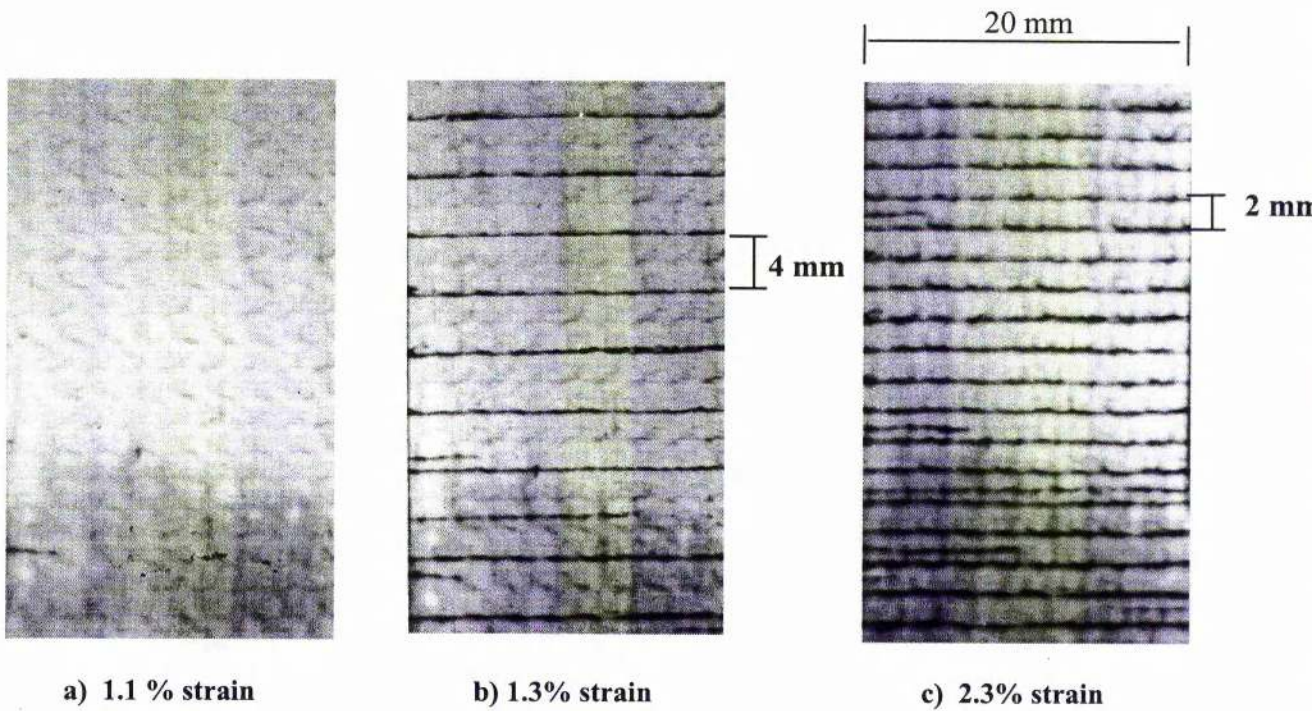 20 mm
2 mm
4 mm
a) 1.1 % strain
b) 1.3% strain
c) 2.3% strain